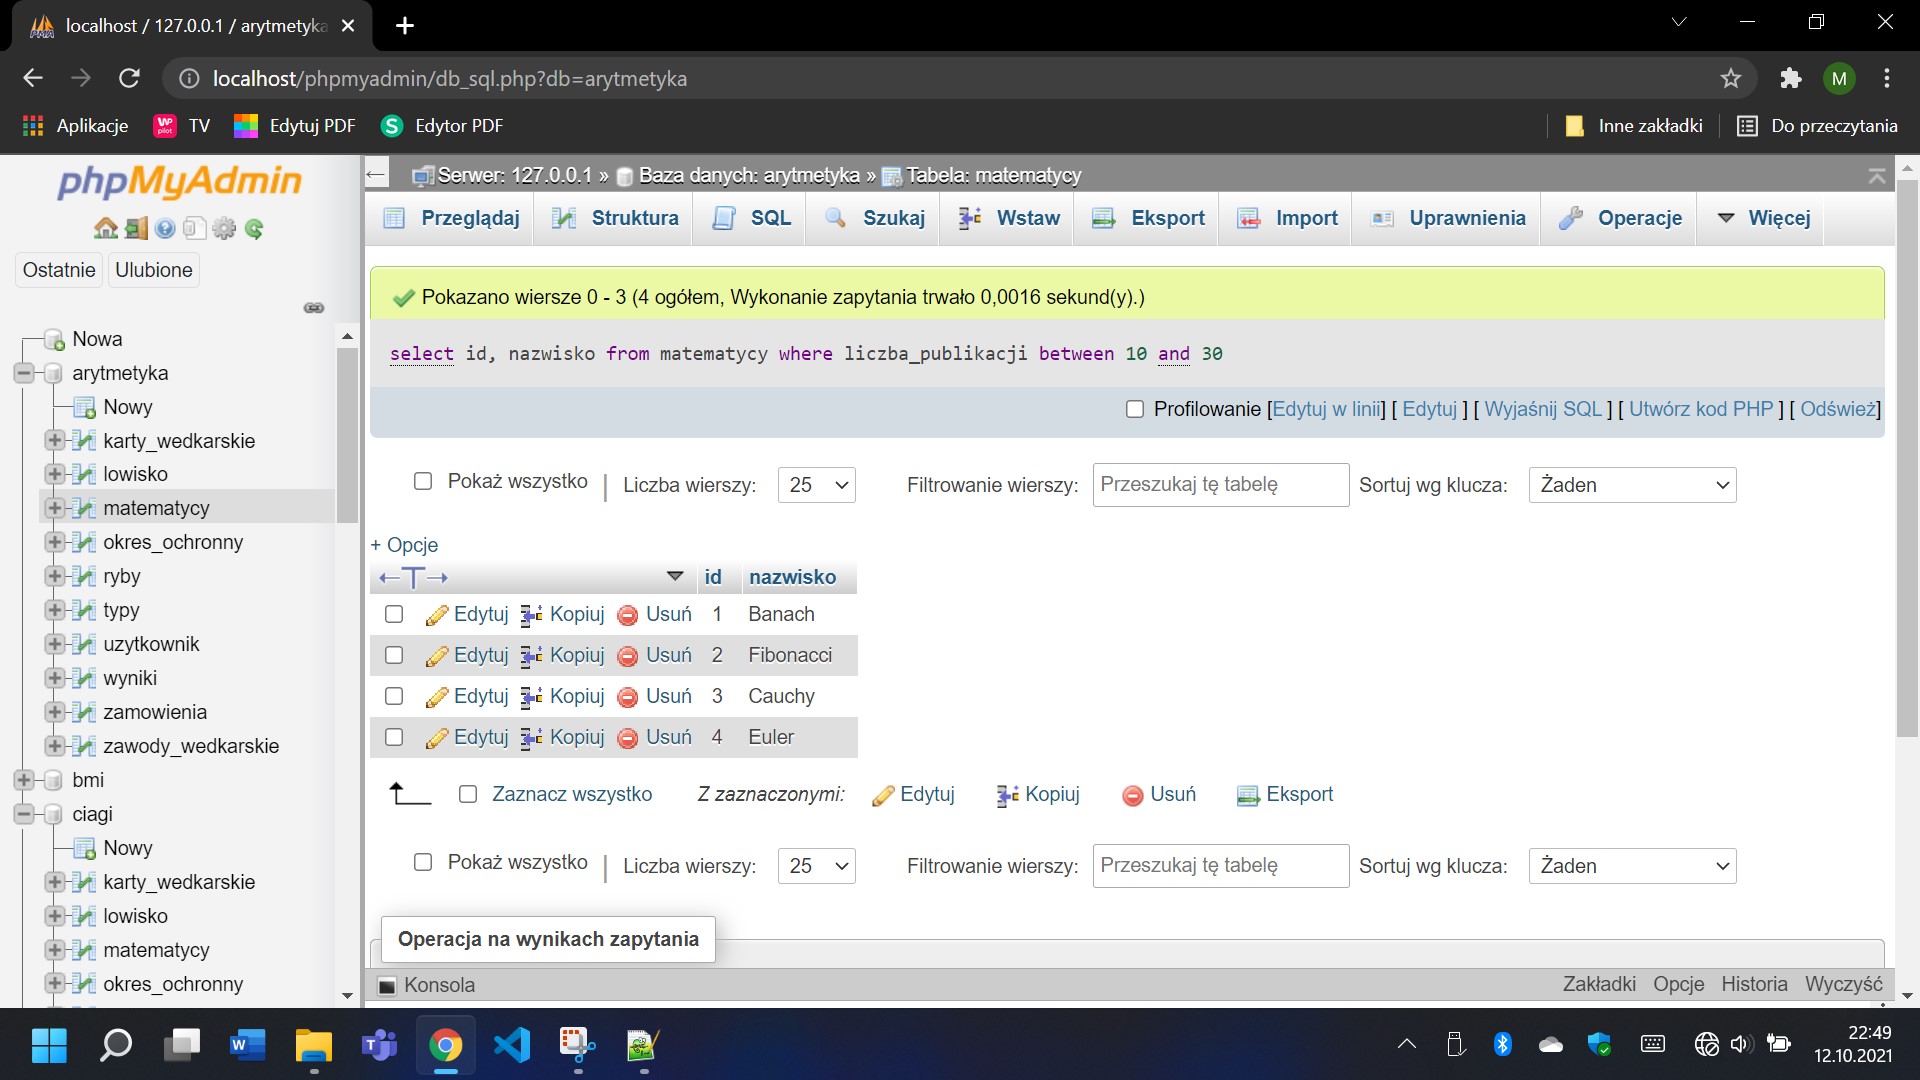 localhost / 127.0.0.1 / arytmetyka
localhost/phpmyadmin/db_sql.php?db=arytmetyka
M
Aplikacje
TV
Edytuj PDF
Edytor PDF
Inne zakładki
Do przeczytania
phpMyAdmin
Ostatnie Ulubione
Nowa
arytmetyka
Nowy
karty_wedkarskie
lowisko
matematycy
okres_ochronny
ryby
typy
uzytkownik
wyniki
zamowienia
zawody_wedkarskie
bmi
ciagi
Nowy
karty_wedkarskie
lowisko
matematycy
okres_ochronny
Serwer: 127.0.0.1 » Baza danych: arytmetyka » Tabela: matematycy
Przeglądaj Struktura SQL Szukaj Wstaw Eksport Import Uprawnienia Operacje Więcej
Pokazano wiersze 0 - 3 (4 ogółem, Wykonanie zapytania trwało 0,0016 sekund(y).)
select id, nazwisko from matematycy where liczba_publikacji between 10 and 30
Profilowanie [Edytuj w linii] [ Edytuj ] [ Wyjaśnij SQL ] [ Utwórz kod PHP ] [ Odśwież]
Pokaż wszystko | Liczba wierszy: 25 Filtrowanie wierszy: Przeszukaj tę tabelę Sortuj wg klucza: Żaden
+ Opcje
←T→ id nazwisko
Edytuj Kopiuj Usuń 1 Banach
Edytuj Kopiuj Usuń 2 Fibonacci
Edytuj Kopiuj Usuń 3 Cauchy
Edytuj Kopiuj Usuń 4 Euler
Zaznacz wszystko Z zaznaczonymi: Edytuj Kopiuj Usuń Eksport
Pokaż wszystko | Liczba wierszy: 25 Filtrowanie wierszy: Przeszukaj tę tabelę Sortuj wg klucza: Żaden
Operacja na wynikach zapytania
Konsola
Zakładki Opcje Historia Wyczyść
22:49
12.10.2021